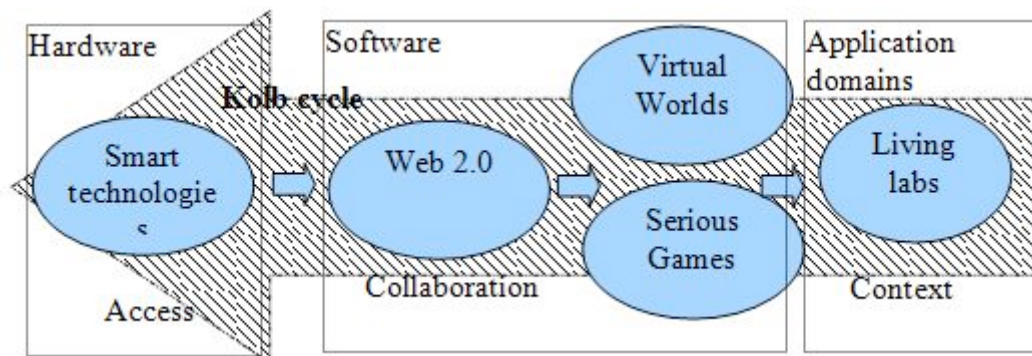 Hardware
Software
Application
domains
Kolb cycle
Smart
technologie
s
Web 2.0
Virtual
Worlds
Serious
Games
Living
labs
Access
Collaboration
Context